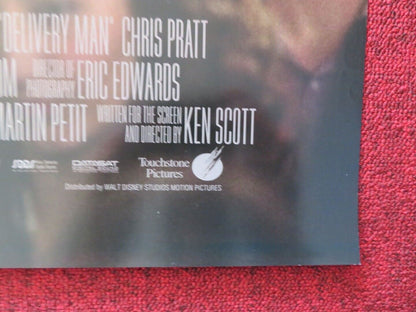 "DELIVERY MAN" CHRIS PRATT
DIRECTOR OF PHOTOGRAPHY ERIC EDWARDS
MARTIN PETIT WRITTEN FOR THE SCREEN AND DIRECTED BY KEN SCOTT
DATASAT
Touchstone
Pictures
Distributed by WALT DISNEY STUDIOS MOTION PICTURES